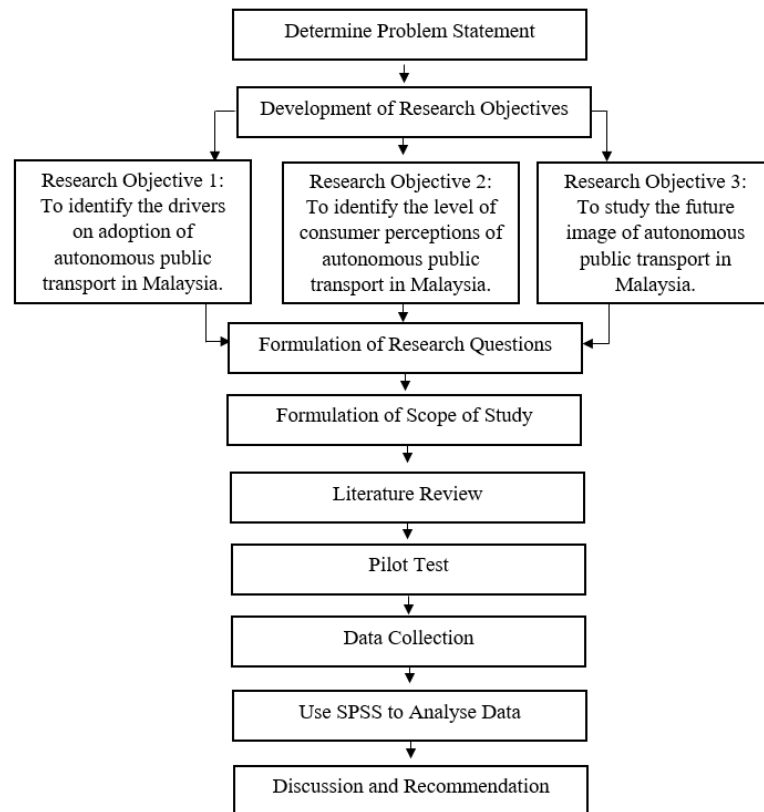 Determine Problem Statement
Development of Research Objectives
Research Objective 1:
To identify the drivers
on adoption of
autonomous public
transport in Malaysia.
Research Objective 2:
To identify the level of
consumer perceptions of
autonomous public
transport in Malaysia.
Research Objective 3:
To study the future
image of autonomous
public transport in
Malaysia.
Formulation of Research Questions
Formulation of Scope of Study
Literature Review
Pilot Test
Data Collection
Use SPSS to Analyse Data
Discussion and Recommendation